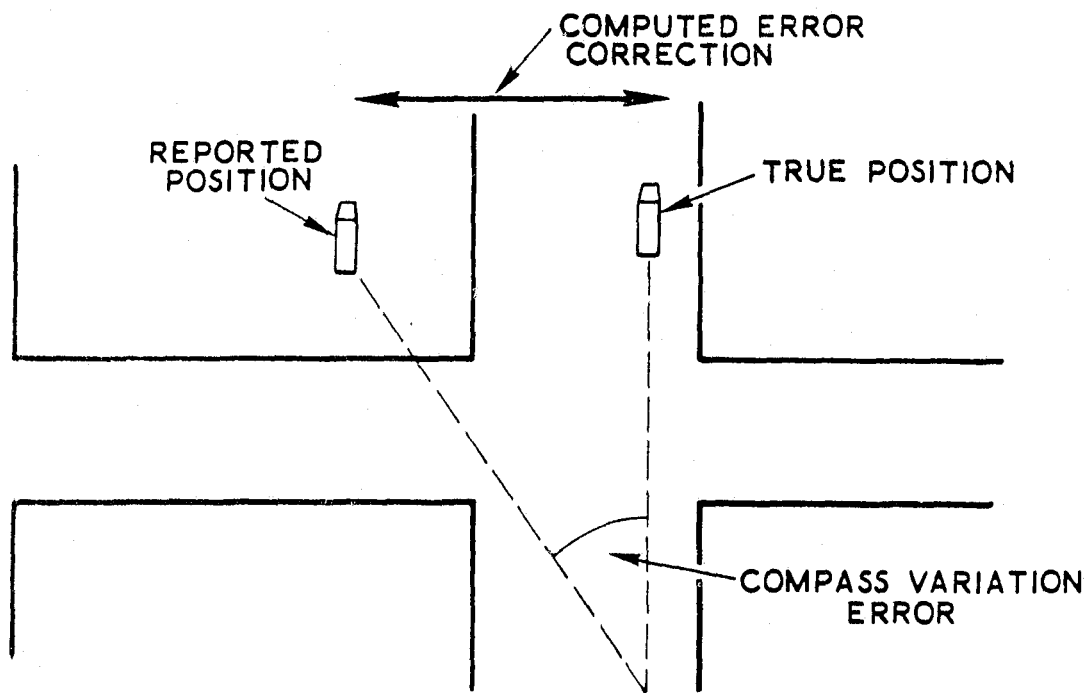 COMPUTED ERROR
CORRECTION
REPORTED
POSITION
TRUE POSITION
COMPASS VARIATION
ERROR